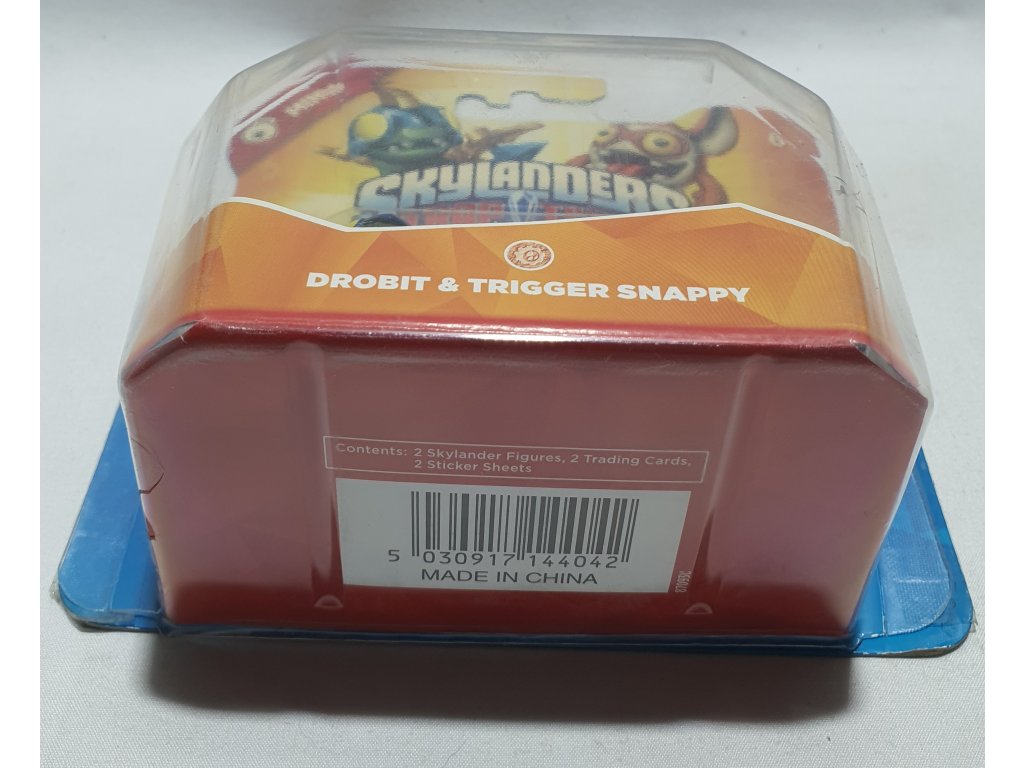 SKYLANDERS
DROBIT & TRIGGER SNAPPY
Contents: 2 Skylander Figures, 2 Trading Cards,
2 Sticker Sheets
5 030917 144042
MADE IN CHINA